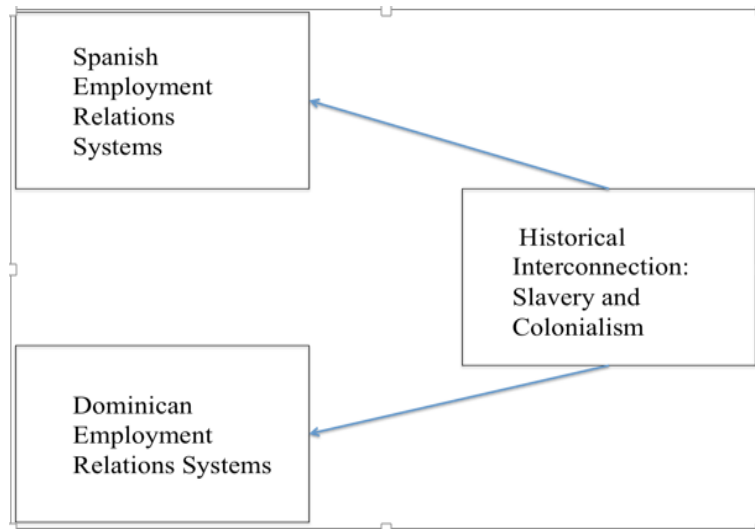 Spanish
Employment
Relations
Systems
Historical
Interconnection:
Slavery and
Colonialism
Dominican
Employment
Relations Systems